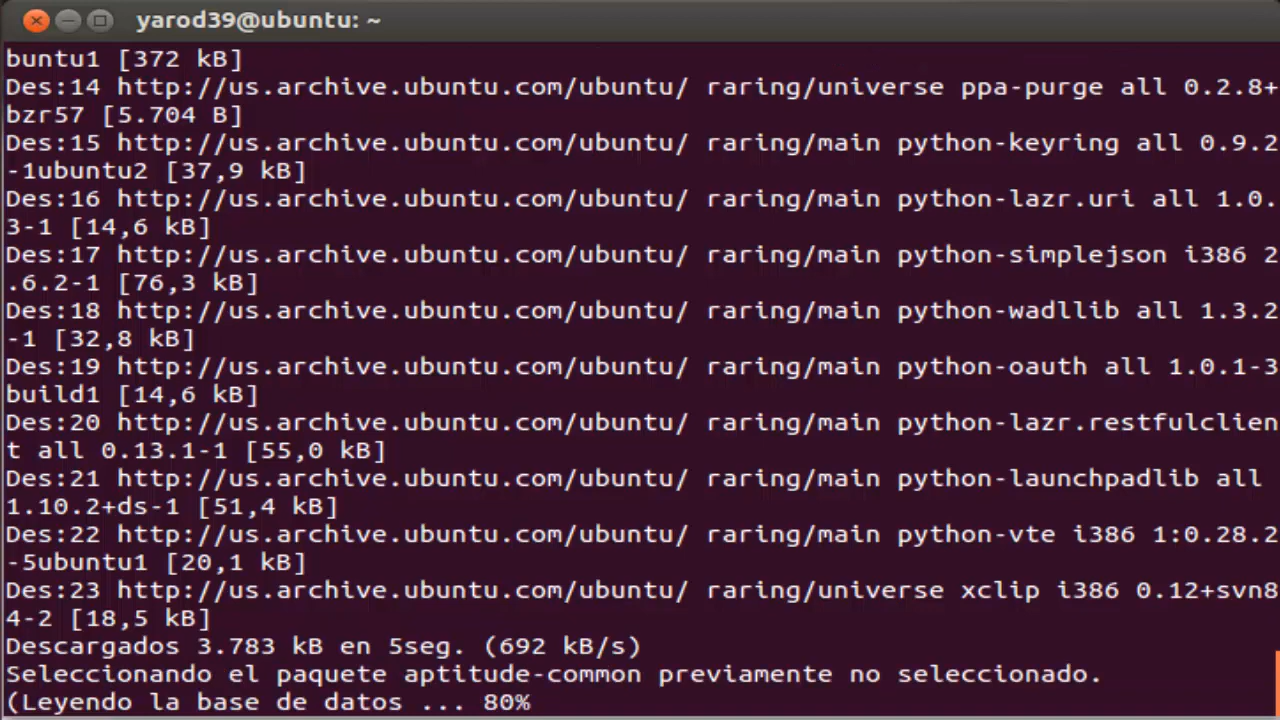 yarod39@ubuntu: ~
buntu1 [372 kB]
Des:14 http://us.archive.ubuntu.com/ubuntu/ raring/universe ppa-purge all 0.2.8+
bzr57 [5.704 B]
Des:15 http://us.archive.ubuntu.com/ubuntu/ raring/main python-keyring all 0.9.2
-1ubuntu2 [37,9 kB]
Des:16 http://us.archive.ubuntu.com/ubuntu/ raring/main python-lazr.uri all 1.0.
3-1 [14,6 kB]
Des:17 http://us.archive.ubuntu.com/ubuntu/ raring/main python-simplejson i386 2
.6.2-1 [76,3 kB]
Des:18 http://us.archive.ubuntu.com/ubuntu/ raring/main python-wadllib all 1.3.2
-1 [32,8 kB]
Des:19 http://us.archive.ubuntu.com/ubuntu/ raring/main python-oauth all 1.0.1-3
build1 [14,6 kB]
Des:20 http://us.archive.ubuntu.com/ubuntu/ raring/main python-lazr.restfulclien
t all 0.13.1-1 [55,0 kB]
Des:21 http://us.archive.ubuntu.com/ubuntu/ raring/main python-launchpadlib all
1.10.2+ds-1 [51,4 kB]
Des:22 http://us.archive.ubuntu.com/ubuntu/ raring/main python-vte i386 1:0.28.2
-5ubuntu1 [20,1 kB]
Des:23 http://us.archive.ubuntu.com/ubuntu/ raring/universe xclip i386 0.12+svn8
4-2 [18,5 kB]
Descargados 3.783 kB en 5seg. (692 kB/s)
Seleccionando el paquete aptitude-common previamente no seleccionado.
(Leyendo la base de datos ... 80%